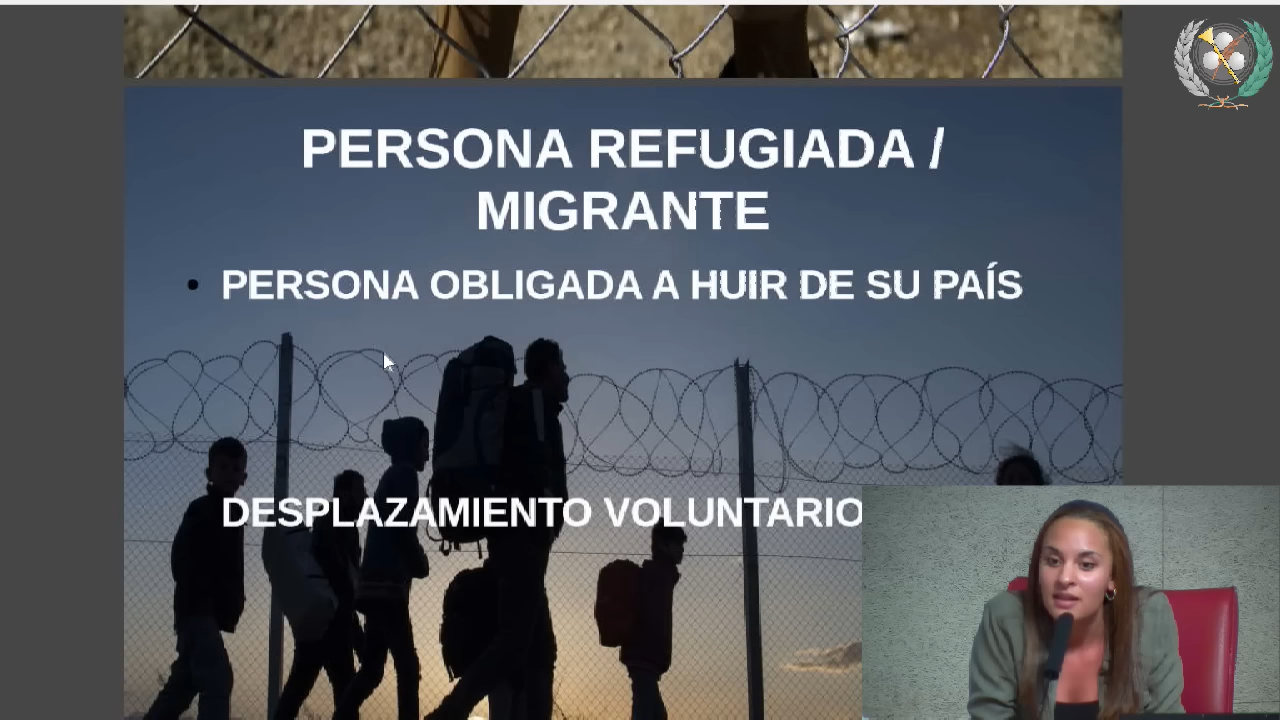 PERSONA REFUGIADA /
MIGRANTE
• PERSONA OBLIGADA A HUIR DE SU PAÍS
DESPLAZAMIENTO VOLUNTARIO